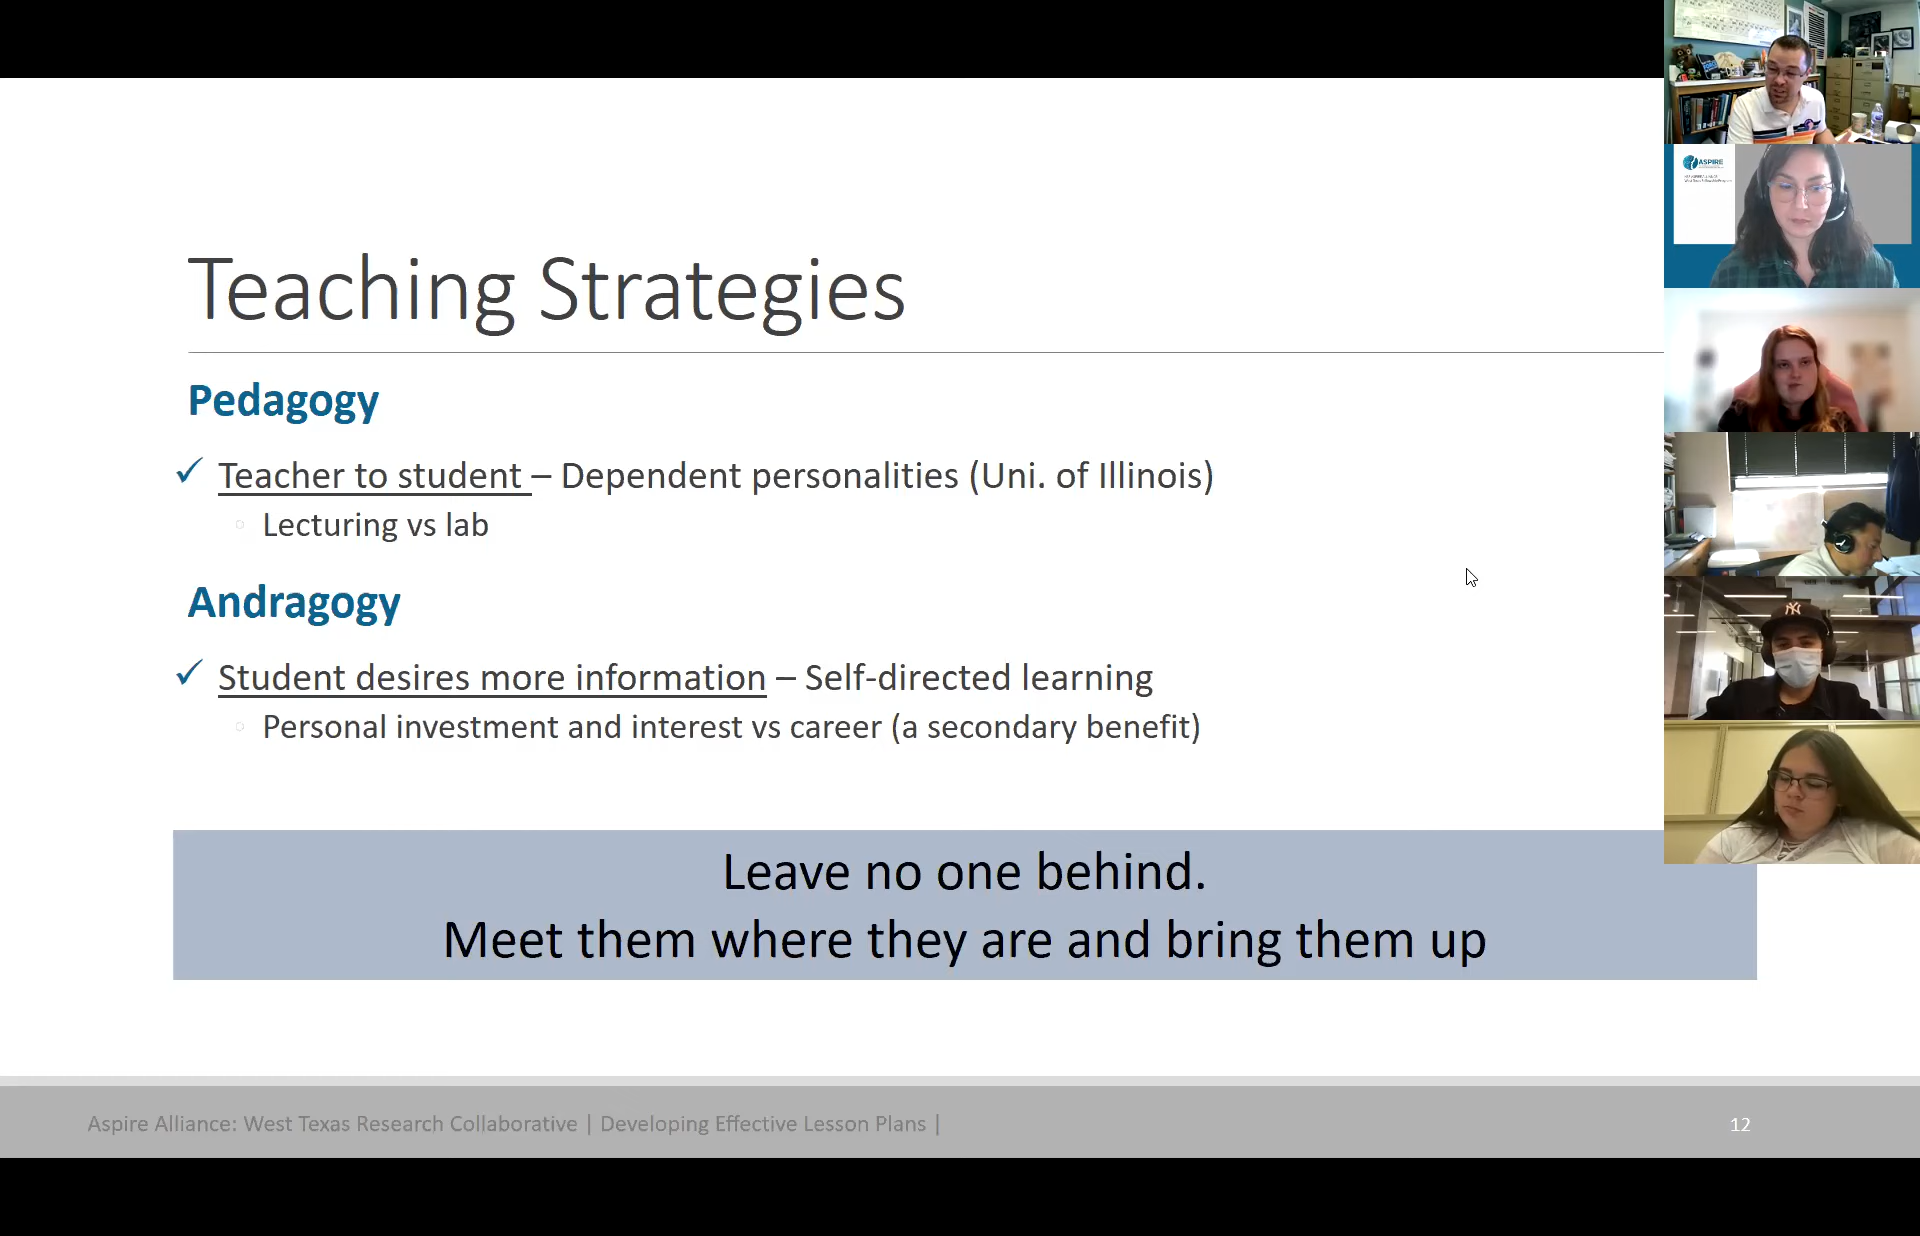 Teaching Strategies
Pedagogy
✓ Teacher to student – Dependent personalities (Uni. of Illinois)
Lecturing vs lab
Andragogy
✓ Student desires more information – Self-directed learning
Personal investment and interest vs career (a secondary benefit)
Leave no one behind.
Meet them where they are and bring them up
Aspire Alliance: West Texas Research Collaborative | Developing Effective Lesson Plans |
12
ASPIRE